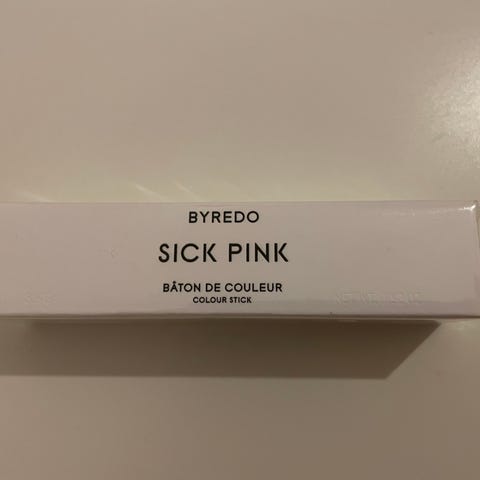 BYREDO
SICK PINK
BÂTON DE COULEUR
COLOUR STICK